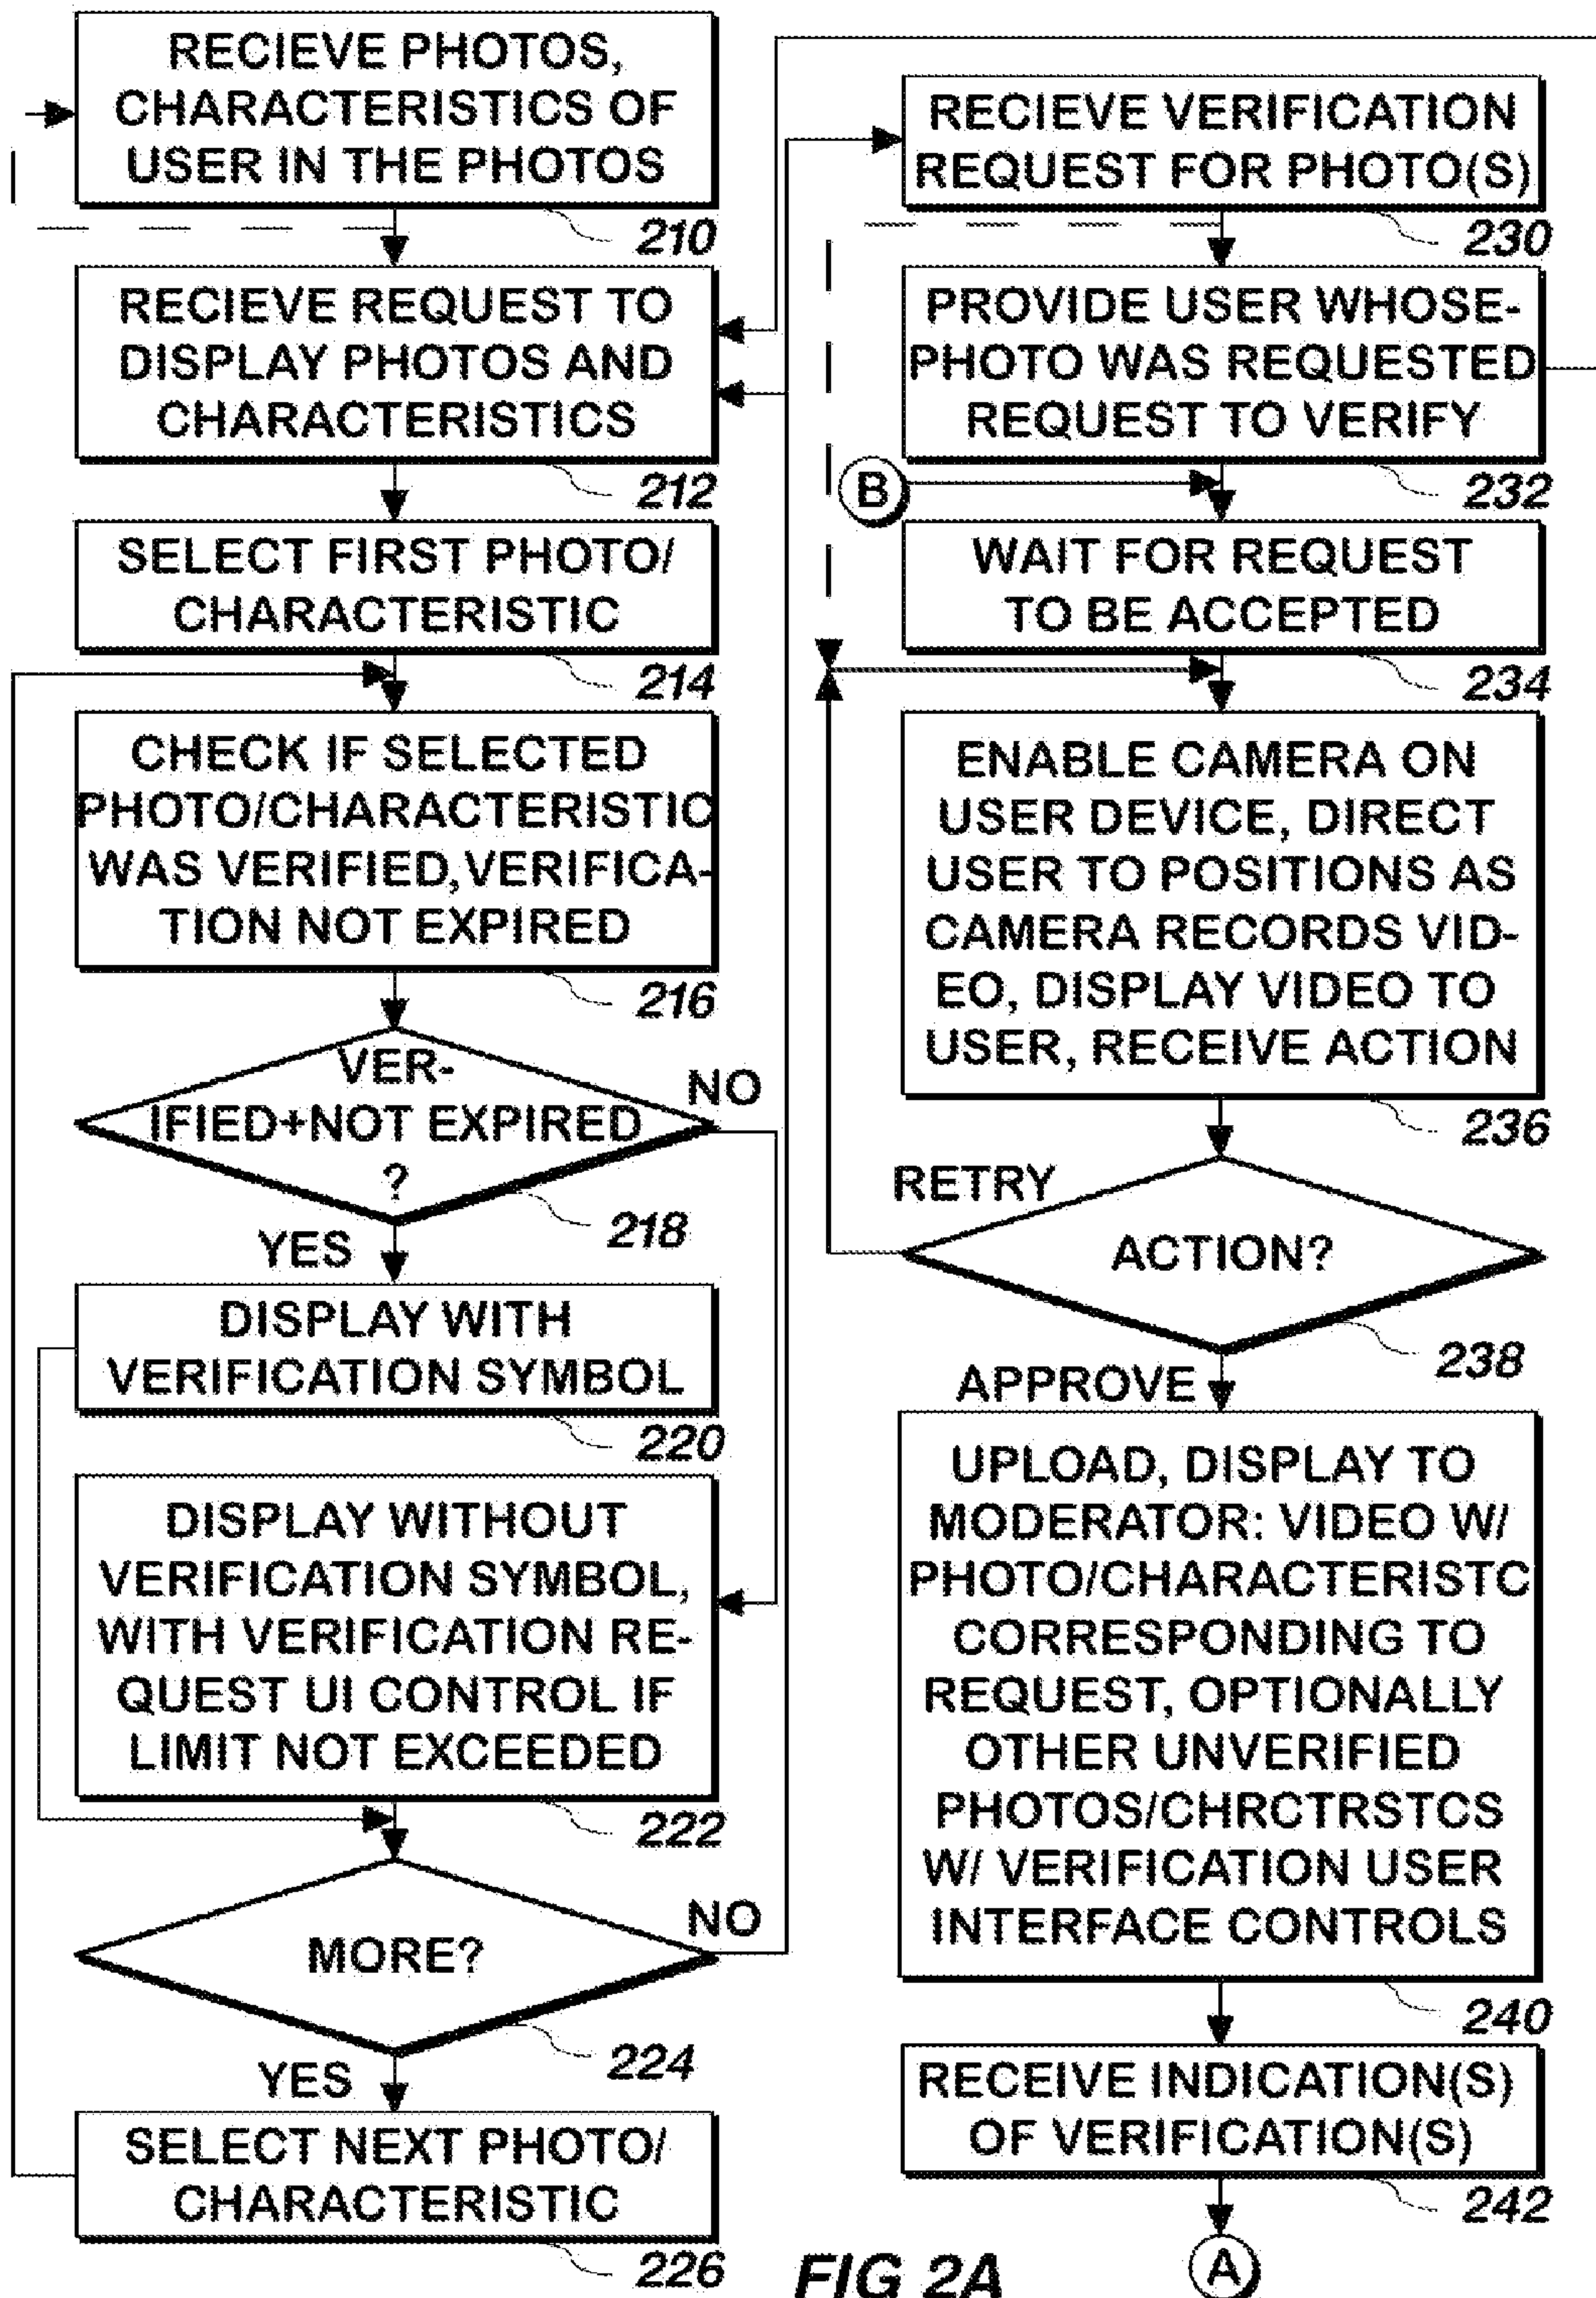 RECIEVE PHOTOS,
CHARACTERISTICS OF
USER IN THE PHOTOS
210
RECIEVE REQUEST TO
DISPLAY PHOTOS AND
CHARACTERISTICS
212
SELECT FIRST PHOTO/
CHARACTERISTIC
214
CHECK IF SELECTED
PHOTO/CHARACTERISTIC
WAS VERIFIED,VERIFICA-
TION NOT EXPIRED
216
VER-
IFIED+NOT EXPIRED
?
NO
218
YES
DISPLAY WITH
VERIFICATION SYMBOL
220
DISPLAY WITHOUT
VERIFICATION SYMBOL,
WITH VERIFICATION RE-
QUEST UI CONTROL IF
LIMIT NOT EXCEEDED
222
MORE?
NO
224
YES
SELECT NEXT PHOTO/
CHARACTERISTIC
226
RECIEVE VERIFICATION
REQUEST FOR PHOTO(S)
230
PROVIDE USER WHOSE-
PHOTO WAS REQUESTED
REQUEST TO VERIFY
232
B
WAIT FOR REQUEST
TO BE ACCEPTED
234
ENABLE CAMERA ON
USER DEVICE, DIRECT
USER TO POSITIONS AS
CAMERA RECORDS VID-
EO, DISPLAY VIDEO TO
USER, RECEIVE ACTION
236
RETRY
ACTION?
238
APPROVE
UPLOAD, DISPLAY TO
MODERATOR: VIDEO W/
PHOTO/CHARACTERISTC
CORRESPONDING TO
REQUEST, OPTIONALLY
OTHER UNVERIFIED
PHOTOS/CHRCTRSTCS
W/ VERIFICATION USER
INTERFACE CONTROLS
240
RECEIVE INDICATION(S)
OF VERIFICATION(S)
242
A
FIG 2A